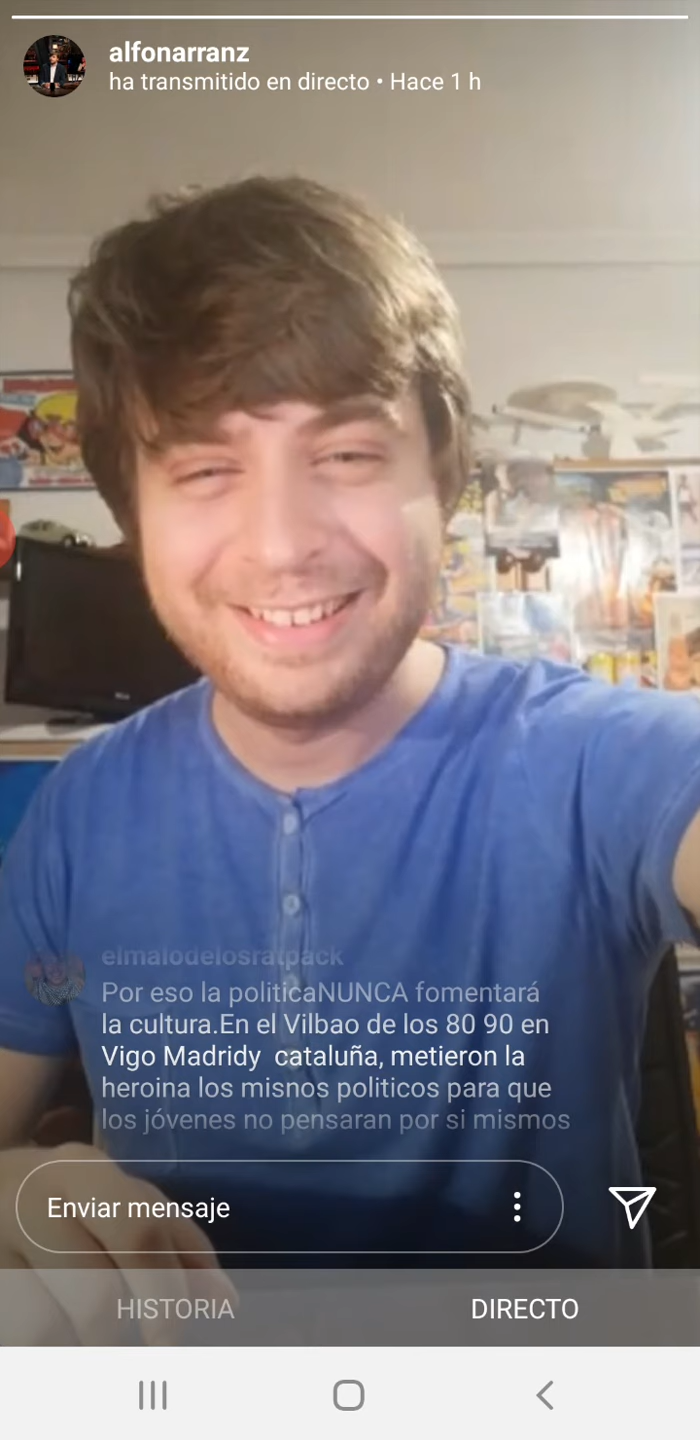 alfonarranz
ha transmitido en directo • Hace 1 h
elmalodelosratpack
Por eso la politicaNUNCA fomentará
la cultura.En el Vilbao de los 80 90 en
Vigo Madridy  cataluña, metieron la
heroina los misnos politicos para que
los jóvenes no pensaran por si mismos
Enviar mensaje
HISTORIA
DIRECTO